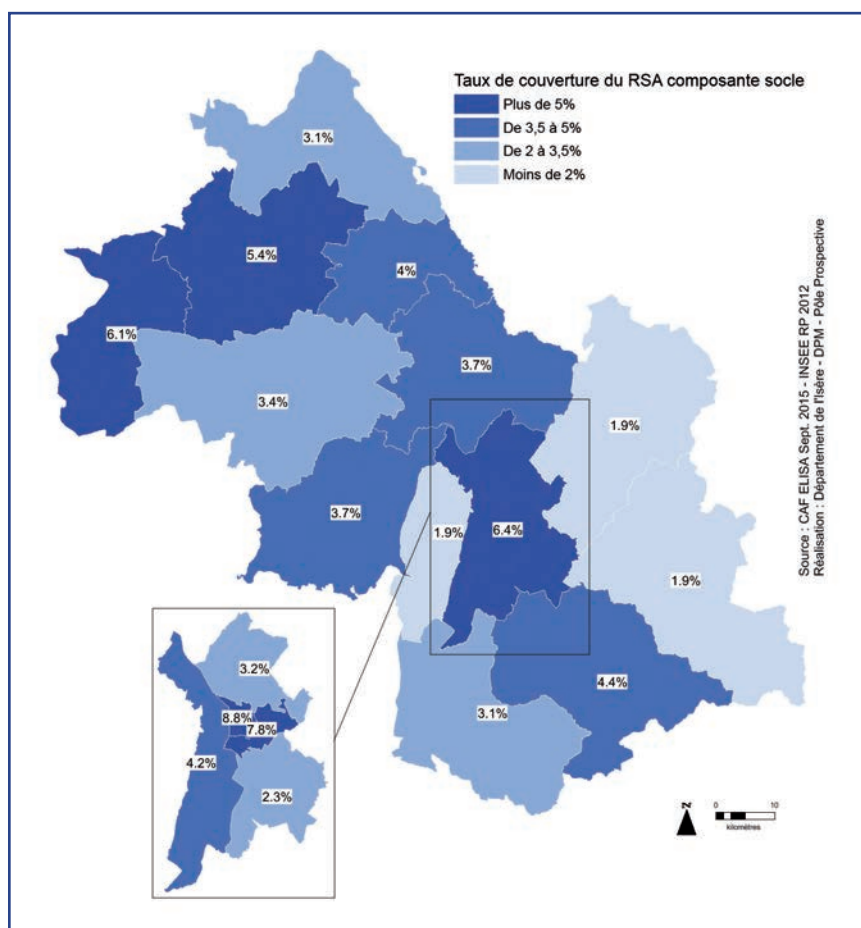 Taux de couverture du RSA composante socle
Plus de 5%
De 3,5 à 5%
De 2 à 3,5%
Moins de 2%
3.1%
5.4%
4%
6.1%
3.7%
3.4%
1.9%
3.7%
1.9%
6.4%
1.9%
4.4%
3.1%
3.2%
8.8%
7.8%
4.2%
2.3%
Source : CAF ELISA Sept. 2015 - INSEE RP 2012
Réalisation : Département de l'Isère - DPM - Pôle Prospective
N
0 10
kilomètres